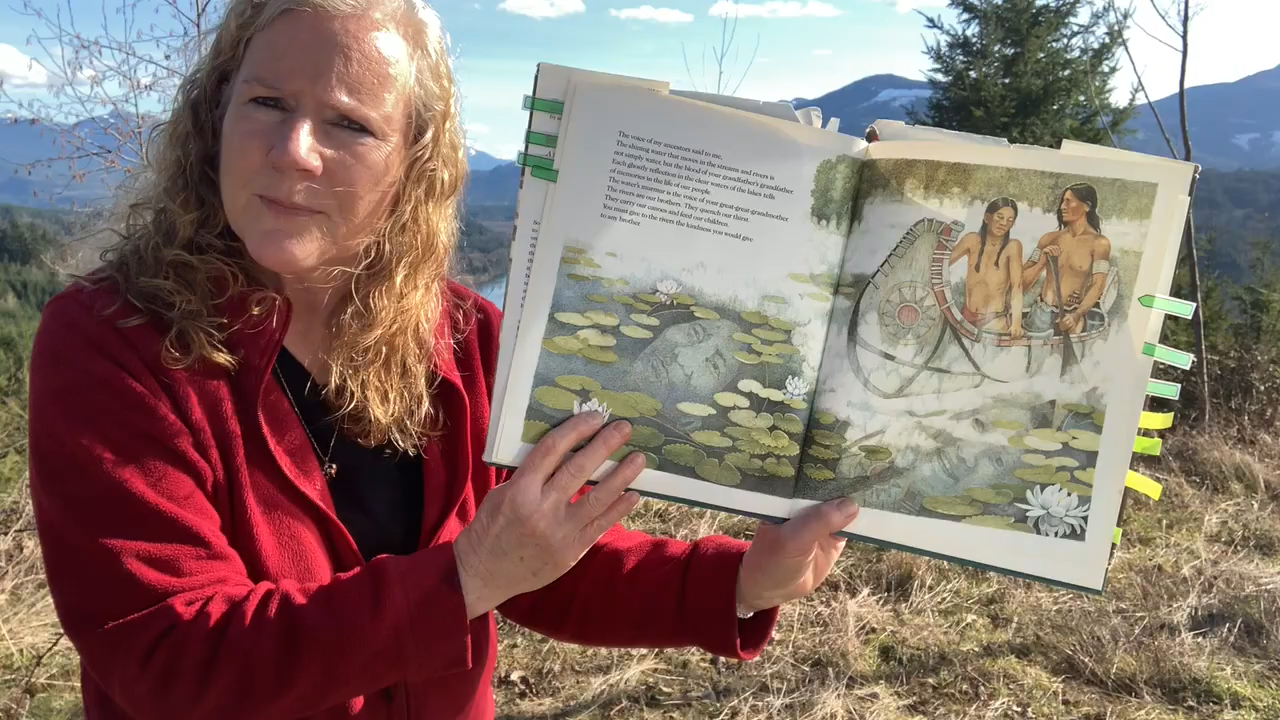 The voice of my ancestors said to me,
The shining water that moves in the streams and rivers is
not simply water, but the blood of your grandfather's grandfather.
Each ghostly reflection in the clear waters of the lakes tells
of memories in the life of our people.
The water's murmur is the voice of your great-great-grandmother.
The rivers are our brothers. They quench our thirst.
They carry our canoes and feed our children.
You must give to the rivers the kindness you would give
to any brother